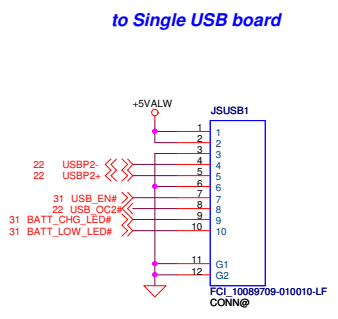 to Single USB board
+5VALW
JSUSB1
1 1
2 2
3 3
22 USBP2- 4 4
22 USBP2+ 5 5
6 6
31 USB_EN# 7 7
22 USB_OC2# 8 8
31 BATT_CHG_LED# 9 9
31 BATT_LOW_LED# 10 10
11 G1
12 G2
FCI_10089709-010010-LF
CONN@